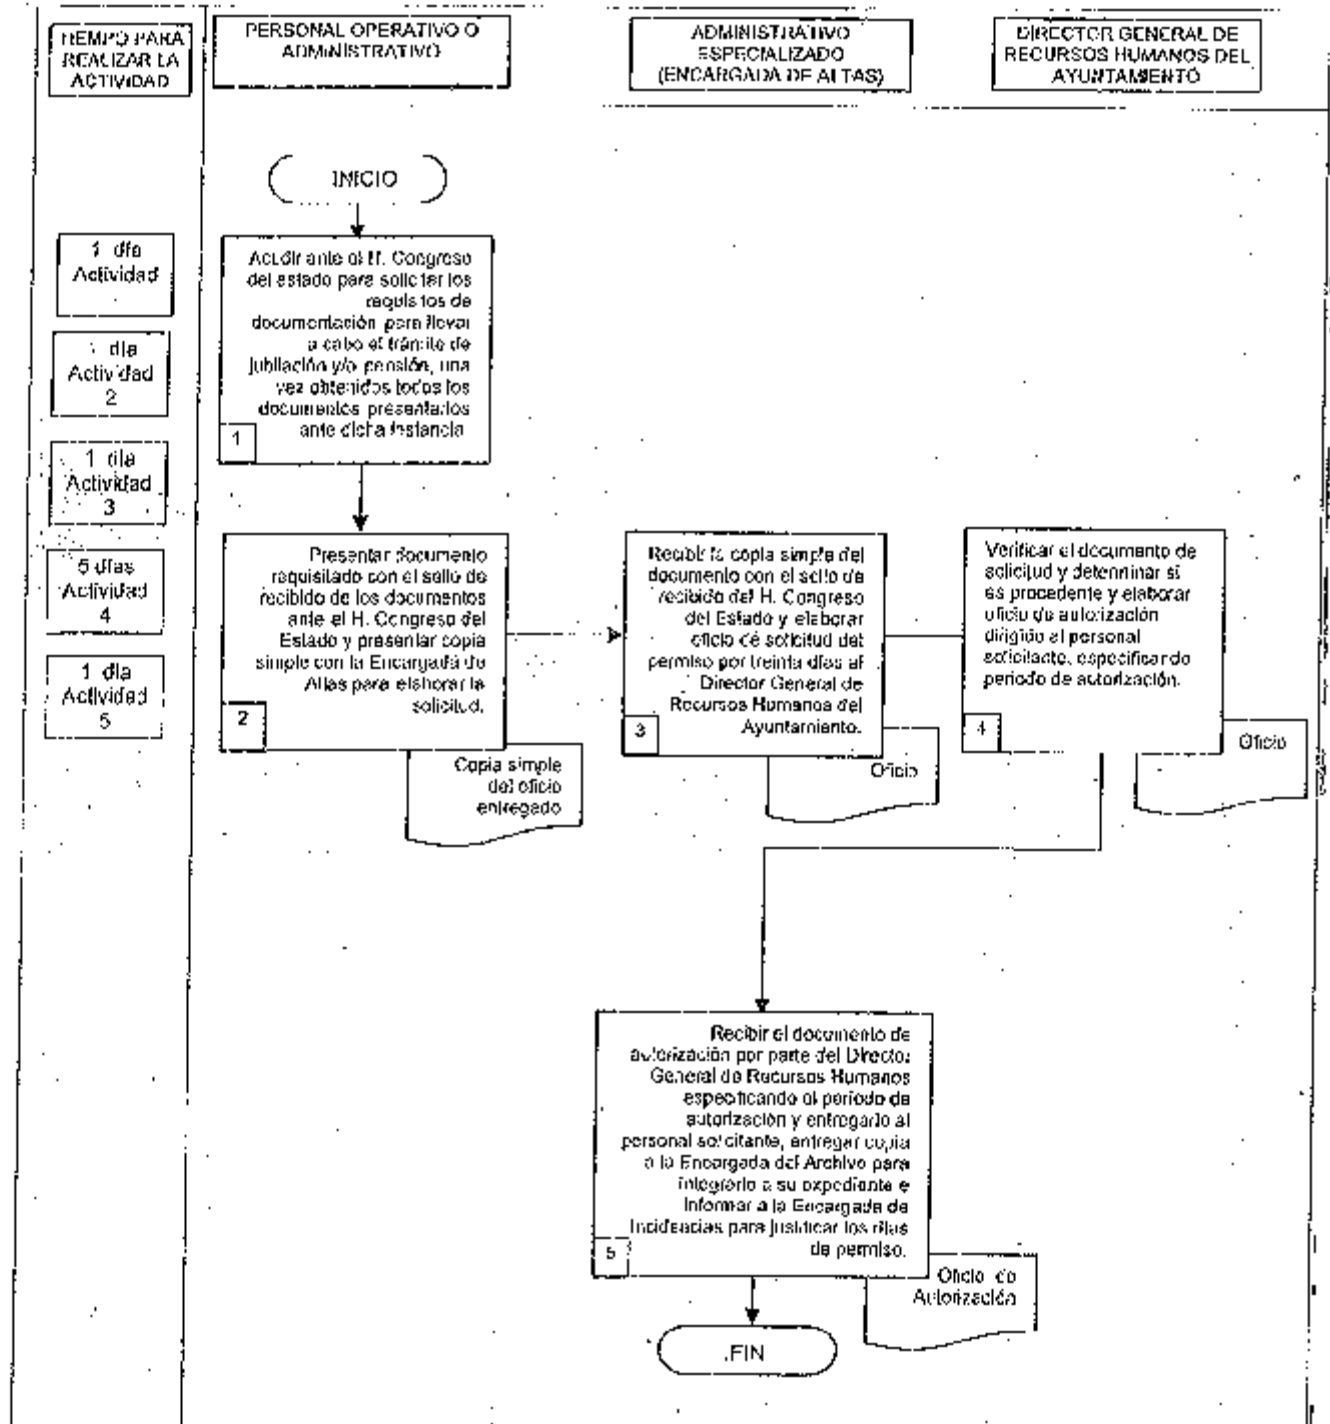 TIEMPO PARA
REALIZAR LA
ACTIVIDAD
PERSONAL OPERATIVO O
ADMINISTRATIVO
ADMINISTRATIVO
ESPECIALIZADO
(ENCARGADA DE ALTAS)
DIRECTOR GENERAL DE
RECURSOS HUMANOS DEL
AYUNTAMIENTO
INICIO
1 día
Actividad
1 día
Actividad
2
1 día
Actividad
3
5 días
Actividad
4
1 día
Actividad
5
Acudir ante el H. Congreso
del estado para solicitar los
requisitos de
documentación para llevar
a cabo el trámite de
jubilación y/o pensión, una
vez obtenidos todos los
documentos presentarlos
ante dicha instancia
1
Presentar documento
requisitado con el sello de
recibido de los documentos
ante el H. Congreso del
Estado y presentar copia
simple con la Encargada de
Altas para elaborar la
solicitud.
2
Copia simple
del oficio
entregado
Recibir la copia simple del
documento con el sello de
recibido del H. Congreso
del Estado y elaborar
oficio de solicitud del
permiso por treinta días al
Director General de
Recursos Humanos del
Ayuntamiento.
3
Oficio
Verificar el documento de
solicitud y determinar si
es procedente y elaborar
oficio de autorización
dirigido al personal
solicitante, especificando
periodo de autorización.
4
Oficio
Recibir el documento de
autorización por parte del Director
General de Recursos Humanos
especificando el periodo de
autorización y entregarlo al
personal solicitante, entregar copia
a la Encargada del Archivo para
integrarlo a su expediente e
Informar a la Encargada de
Incidencias para justificar los días
de permiso.
5
Oficio de
Autorización
FIN